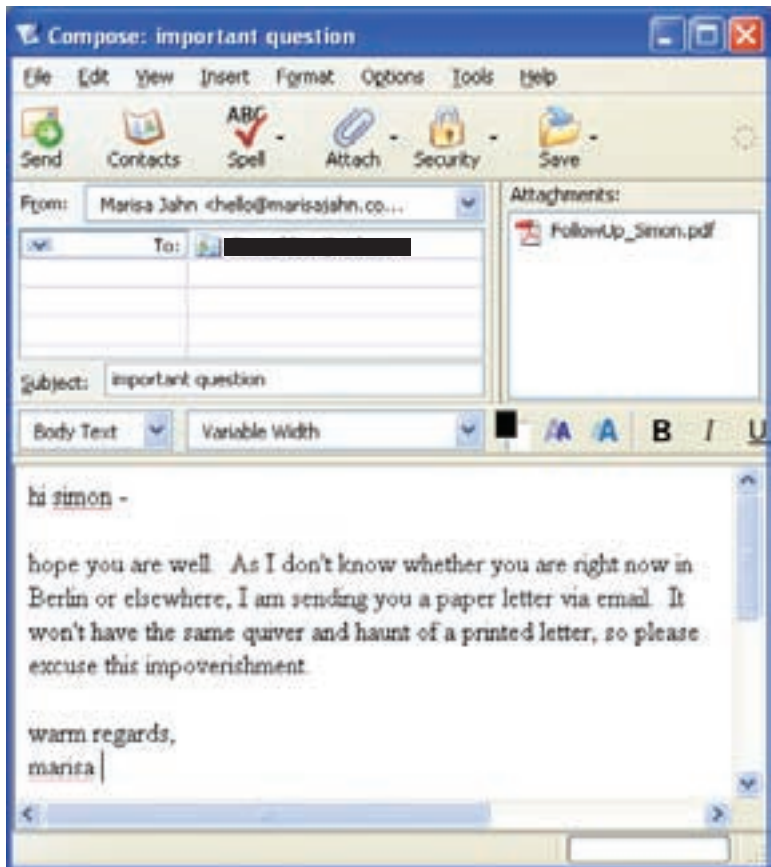 Compose: important question
File Edit View Insert Format Options Tools Help
ABC
Send Contacts Spell Attach Security Save
From: Marisa Jahn <hello@marisajahn.co...
Attachments:
To:
FollowUp_Simon.pdf
Subject: important question
Body Text Variable Width A A B I U
hi simon -
hope you are well. As I don't know whether you are right now in
Berlin or elsewhere, I am sending you a paper letter via email. It
won't have the same quiver and haunt of a printed letter, so please
excuse this impoverishment.
warm regards,
marisa